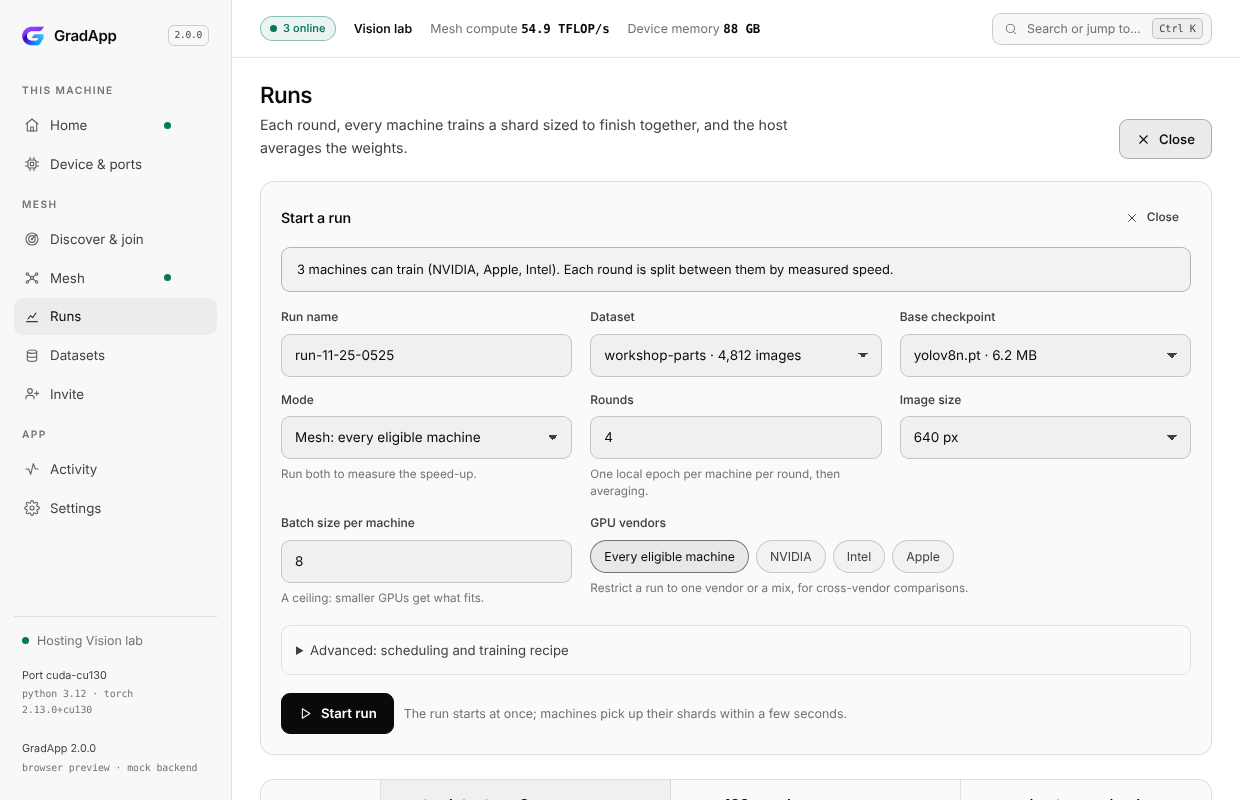 GradApp
2.0.0
THIS MACHINE
Home
Device & ports
MESH
Discover & join
Mesh
Runs
Datasets
Invite
APP
Activity
Settings
Hosting Vision lab
Port cuda-cu130
python 3.12 · torch
2.13.0+cu130
GradApp 2.0.0
browser preview · mock backend
3 online
Vision lab
Mesh compute 54.9 TFLOP/s
Device memory 88 GB
Search or jump to...
Ctrl K
Runs
Each round, every machine trains a shard sized to finish together, and the host
averages the weights.
Close
Start a run
Close
3 machines can train (NVIDIA, Apple, Intel). Each round is split between them by measured speed.
Run name
Dataset
Base checkpoint
run-11-25-0525
workshop-parts · 4,812 images
yolov8n.pt · 6.2 MB
Mode
Rounds
Image size
Mesh: every eligible machine
4
640 px
Run both to measure the speed-up.
One local epoch per machine per round, then
averaging.
Batch size per machine
GPU vendors
8
Every eligible machine
NVIDIA
Intel
Apple
A ceiling: smaller GPUs get what fits.
Restrict a run to one vendor or a mix, for cross-vendor comparisons.
Advanced: scheduling and training recipe
Start run
The run starts at once; machines pick up their shards within a few seconds.